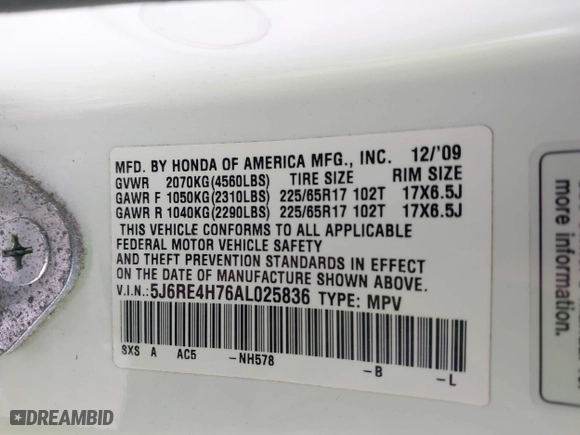 MFD. BY HONDA OF AMERICA MFG., INC. 12/'09
GVWR 2070KG(4560LBS) TIRE SIZE RIM SIZE
GAWR F 1050KG(2310LBS) 225/65R17 102T 17X6.5J
GAWR R 1040KG(2290LBS) 225/65R17 102T 17X6.5J
THIS VEHICLE CONFORMS TO ALL APPLICABLE
FEDERAL MOTOR VEHICLE SAFETY
AND THEFT PREVENTION STANDARDS IN EFFECT
ON THE DATE OF MANUFACTURE SHOWN ABOVE.
V.I.N.: 5J6RE4H76AL025836 TYPE: MPV
SXS A AC5 -NH578 -B -L
more information.
DREAMBID